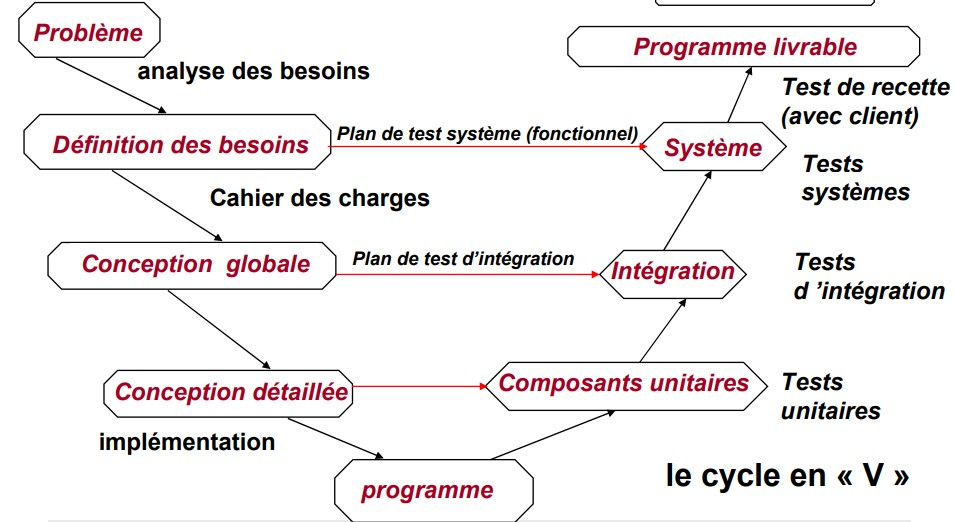 Problème
Programme livrable
analyse des besoins
Test de recette
(avec client)
Définition des besoins
Plan de test système (fonctionnel)
Système
Tests
systèmes
Cahier des charges
Conception globale
Plan de test d’intégration
Intégration
Tests
d ’intégration
Conception détaillée
Composants unitaires
Tests
unitaires
implémentation
programme
le cycle en « V »